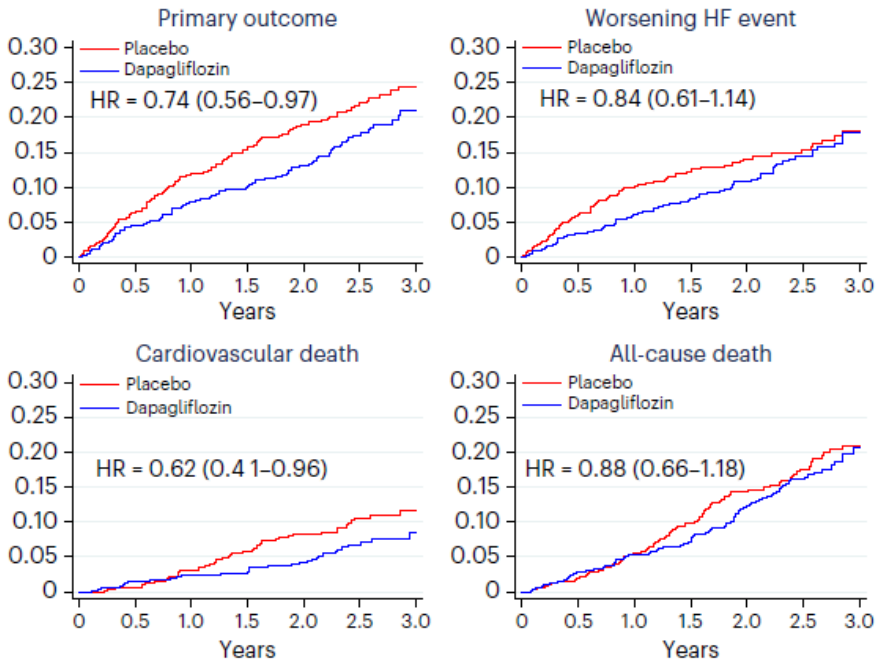 Primary outcome
0.30
0.25
0.20
0.15
0.10
0.05
0
Placebo
Dapagliflozin
HR = 0.74 (0.56–0.97)
0 0.5 1.0 1.5 2.0 2.5 3.0
Years
Worsening HF event
0.30
0.25
0.20
0.15
0.10
0.05
0
Placebo
Dapagliflozin
HR = 0.84 (0.61–1.14)
0 0.5 1.0 1.5 2.0 2.5 3.0
Years
Cardiovascular death
0.30
0.25
0.20
0.15
0.10
0.05
0
Placebo
Dapagliflozin
HR = 0.62 (0.4 1–0.96)
0 0.5 1.0 1.5 2.0 2.5 3.0
Years
All-cause death
0.30
0.25
0.20
0.15
0.10
0.05
0
Placebo
Dapagliflozin
HR = 0.88 (0.66–1.18)
0 0.5 1.0 1.5 2.0 2.5 3.0
Years